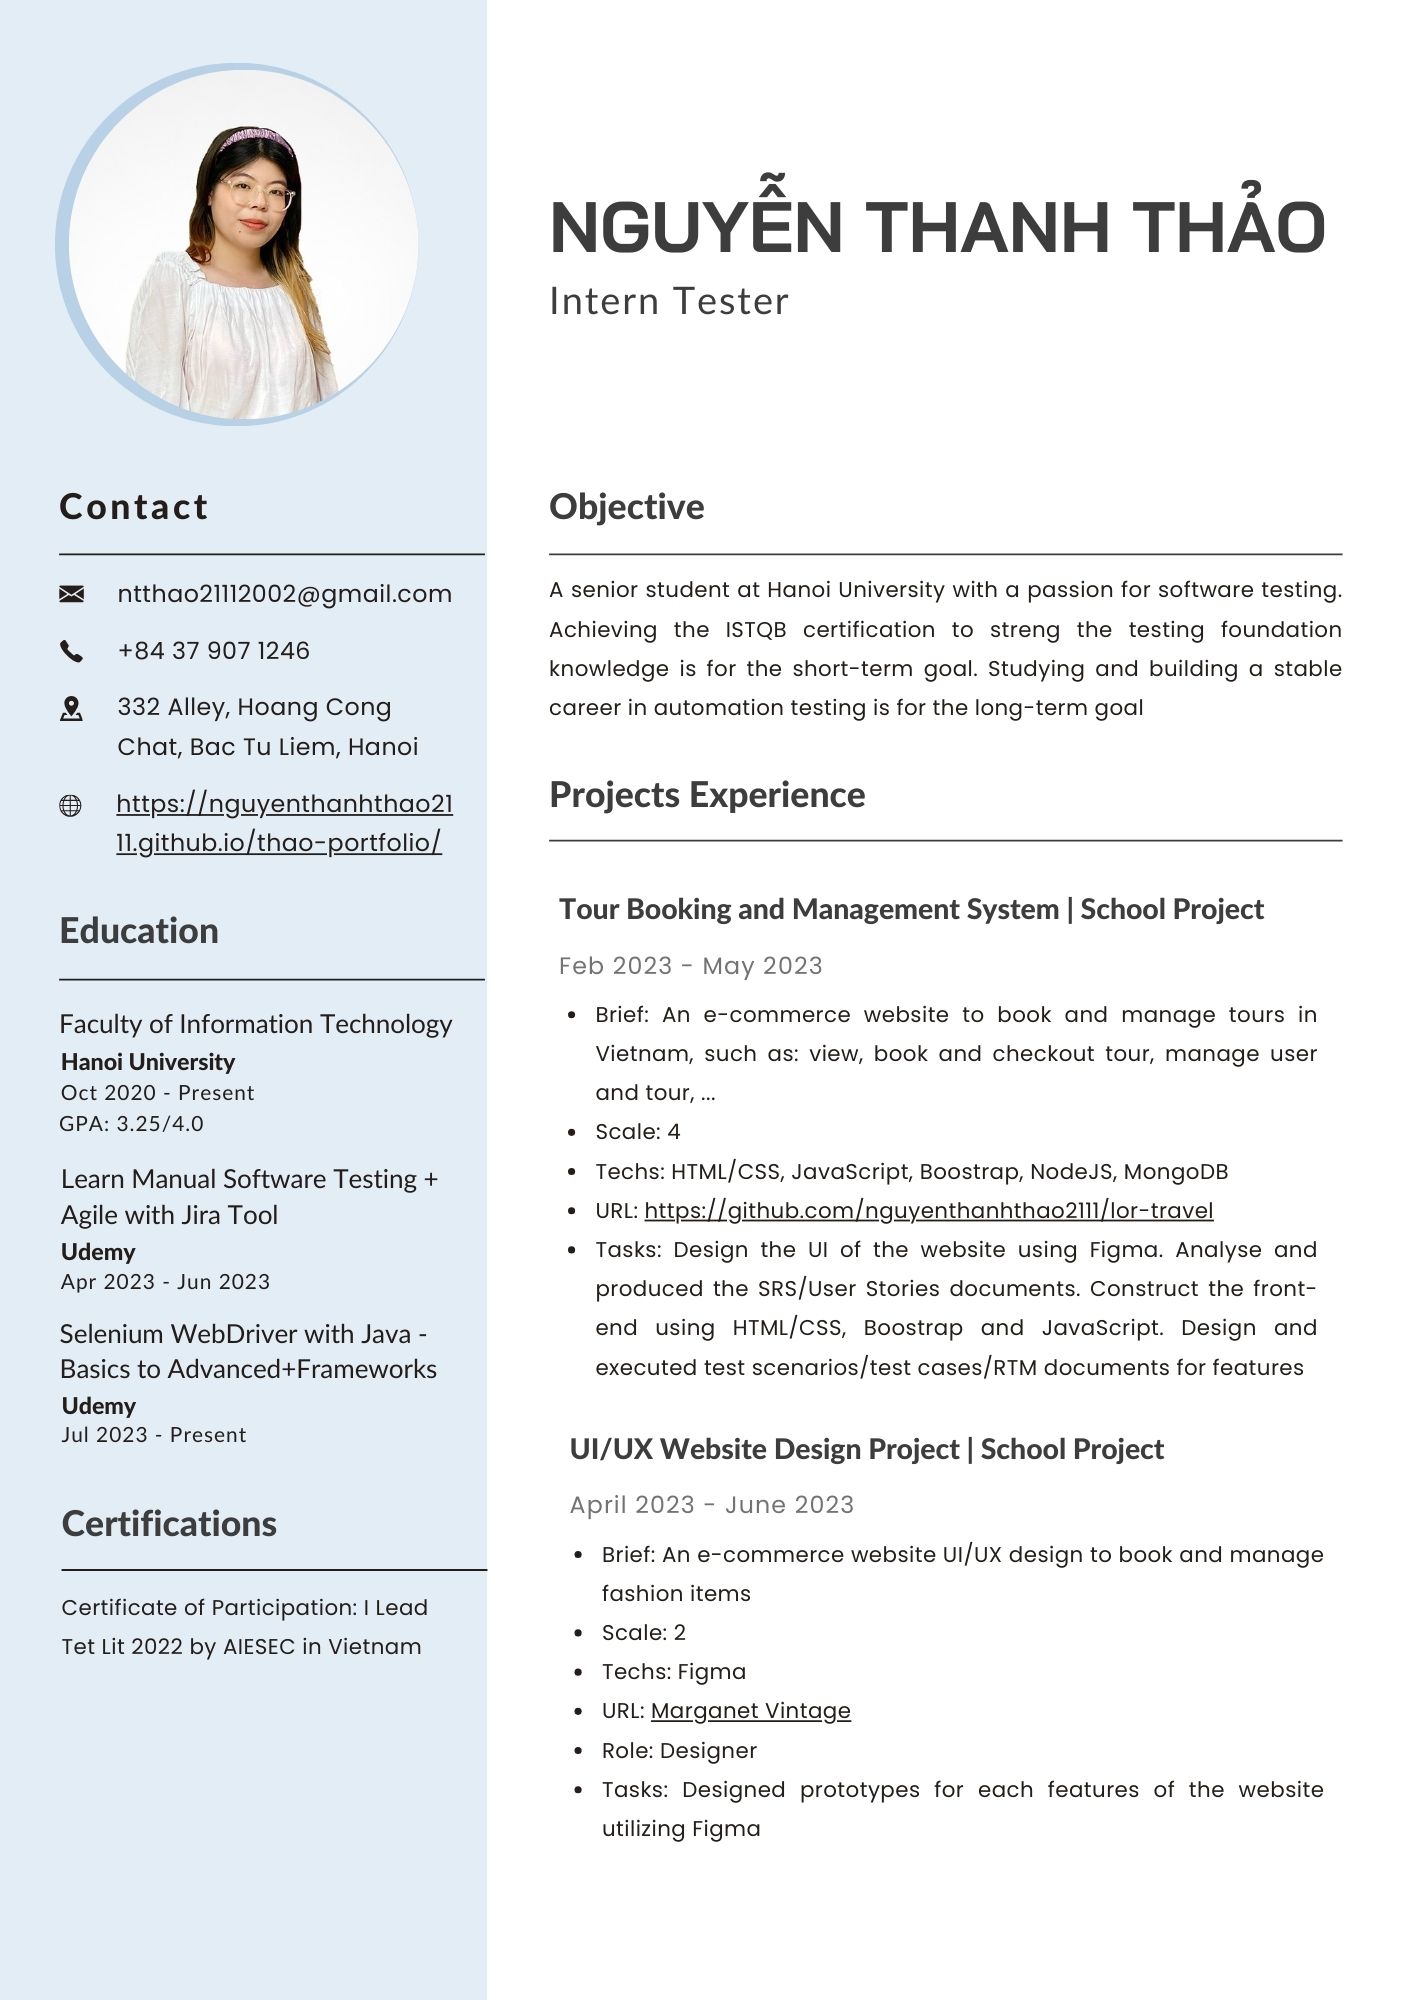 NGUYỄN THANH THẢO
Intern Tester
Contact
ntthao21112002@gmail.com
+84 37 907 1246
332 Alley, Hoang Cong
Chat, Bac Tu Liem, Hanoi
https://nguyenthanhthao21
11.github.io/thao-portfolio/
Education
Faculty of Information Technology
Hanoi University
Oct 2020 - Present
GPA: 3.25/4.0
Learn Manual Software Testing +
Agile with Jira Tool
Udemy
Apr 2023 - Jun 2023
Selenium WebDriver with Java -
Basics to Advanced+Frameworks
Udemy
Jul 2023 - Present
Certifications
Certificate of Participation: I Lead
Tet Lit 2022 by AIESEC in Vietnam
Objective
A senior student at Hanoi University with a passion for software testing.
Achieving the ISTQB certification to streng the testing foundation
knowledge is for the short-term goal. Studying and building a stable
career in automation testing is for the long-term goal
Projects Experience
Tour Booking and Management System | School Project
Feb 2023 - May 2023
• Brief: An e-commerce website to book and manage tours in
Vietnam, such as: view, book and checkout tour, manage user
and tour, ...
• Scale: 4
• Techs: HTML/CSS, JavaScript, Boostrap, NodeJS, MongoDB
• URL: https://github.com/nguyenthanhthao2111/lor-travel
• Tasks: Design the UI of the website using Figma. Analyse and
produced the SRS/User Stories documents. Construct the front-
end using HTML/CSS, Boostrap and JavaScript. Design and
executed test scenarios/test cases/RTM documents for features
UI/UX Website Design Project | School Project
April 2023 - June 2023
• Brief: An e-commerce website UI/UX design to book and manage
fashion items
• Scale: 2
• Techs: Figma
• URL: Marganet Vintage
• Role: Designer
• Tasks: Designed prototypes for each features of the website
utilizing Figma